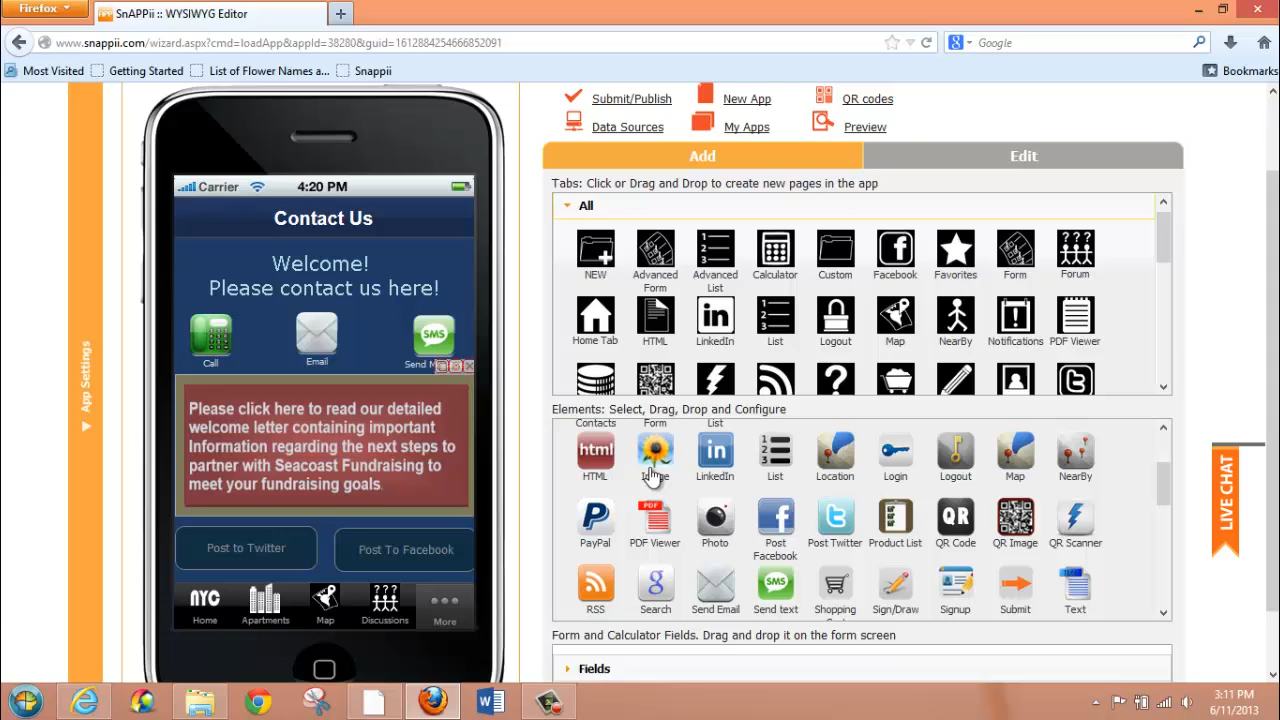 Firefox
SnAPPii :: WYSIWYG Editor
www.snappii.com/wizard.aspx?cmd=loadApp&appId=38280&guid=1612884254666852091
Google
Most Visited
Getting Started
List of Flower Names a...
Snappii
Bookmarks
App Settings
Carrier
4:20 PM
Contact Us
Welcome!
Please contact us here!
SMS
Call
Email
Send M
Please click here to read our detailed
welcome letter containing important
Information regarding the next steps to
partner with Seacoast Fundraising to
meet your fundraising goals.
Post to Twitter
Post To Facebook
NYC
Home
Apartments
Map
Discussions
More
Submit/Publish
New App
QR codes
Data Sources
My Apps
Preview
Add
Edit
Tabs: Click or Drag and Drop to create new pages in the app
All
NEW
Advanced
Form
Advanced
List
Calculator
Custom
Facebook
Favorites
Form
Forum
Home Tab
HTML
LinkedIn
List
Logout
Map
NearBy
Notifications
PDF Viewer
Elements: Select, Drag, Drop and Configure
Contacts
Form
List
html
HTML
LinkedIn
List
Location
Login
Logout
Map
NearBy
PayPal
PDF
PDF Viewer
Photo
Post
Facebook
Post Twitter
Product List
QR
QR Code
QR Image
QR Scanner
RSS
Search
Send Email
SMS
Send text
Shopping
Sign/Draw
Signup
Submit
Text
Form and Calculator Fields. Drag and drop it on the form screen
Fields
LIVE CHAT
3:11 PM
6/11/2013